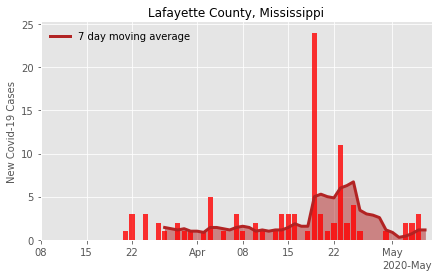 Lafayette County, Mississippi
7 day moving average
New Covid-19 Cases
25
20
15
10
5
0
08 15 22 Apr 08 15 22 May
2020-May